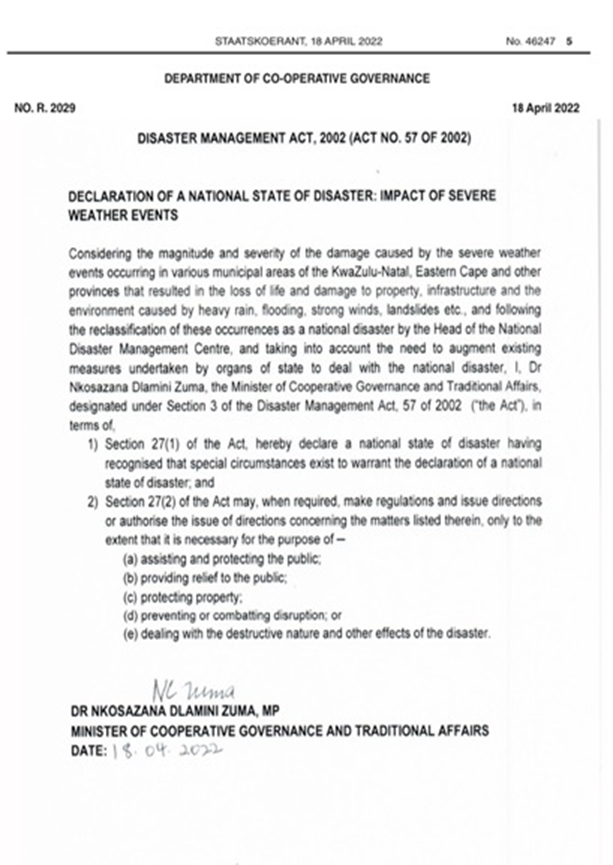 STAATSKOERANT, 18 APRIL 2022 No. 46247 5
DEPARTMENT OF CO-OPERATIVE GOVERNANCE
NO. R. 2029 18 April 2022
DISASTER MANAGEMENT ACT, 2002 (ACT NO. 57 OF 2002)
DECLARATION OF A NATIONAL STATE OF DISASTER: IMPACT OF SEVERE
WEATHER EVENTS
Considering the magnitude and severity of the damage caused by the severe weather
events occurring in various municipal areas of the KwaZulu-Natal, Eastern Cape and other
provinces that resulted in the loss of life and damage to property, infrastructure and the
environment caused by heavy rain, flooding, strong winds, landslides etc., and following
the reclassification of these occurrences as a national disaster by the Head of the National
Disaster Management Centre, and taking into account the need to augment existing
measures undertaken by organs of state to deal with the national disaster, I, Dr
Nkosazana Dlamini Zuma, the Minister of Cooperative Governance and Traditional Affairs,
designated under Section 3 of the Disaster Management Act, 57 of 2002 ("the Act"), in
terms of,
1) Section 27(1) of the Act, hereby declare a national state of disaster having
recognised that special circumstances exist to warrant the declaration of a national
state of disaster; and
2) Section 27(2) of the Act may, when required, make regulations and issue directions
or authorise the issue of directions concerning the matters listed therein, only to the
extent that it is necessary for the purpose of –
(a) assisting and protecting the public;
(b) providing relief to the public;
(c) protecting property;
(d) preventing or combatting disruption; or
(e) dealing with the destructive nature and other effects of the disaster.
NC Zuma
DR NKOSAZANA DLAMINI ZUMA, MP
MINISTER OF COOPERATIVE GOVERNANCE AND TRADITIONAL AFFAIRS
DATE: 18. 04. 2022